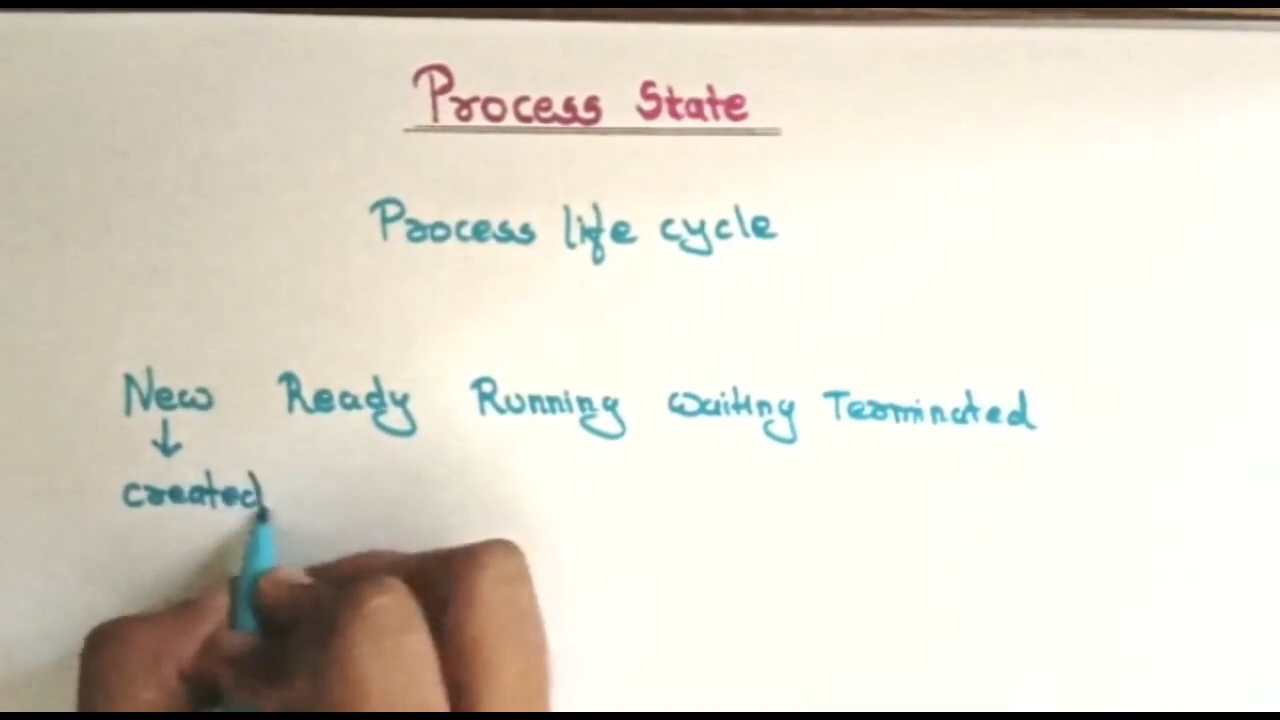 Process State
Process life cycle
New Ready Running waiting Terminated
↓
created